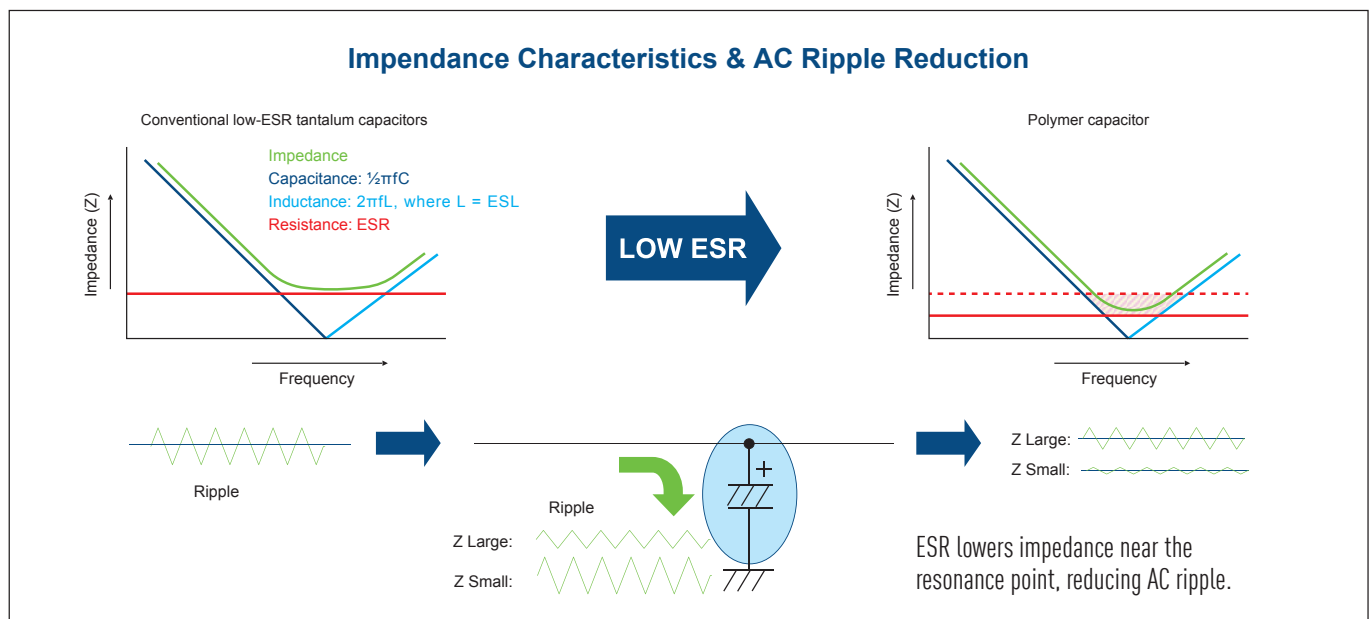 Impendance Characteristics & AC Ripple Reduction
Conventional low-ESR tantalum capacitors
Impedance
Capacitance: ½πfC
Inductance: 2πfL, where L = ESL
Resistance: ESR
Impedance (Z)
Frequency
LOW ESR
Polymer capacitor
Impedance (Z)
Frequency
Ripple
Ripple
Z Large:
Z Small:
+
Z Large:
Z Small:
ESR lowers impedance near the
resonance point, reducing AC ripple.